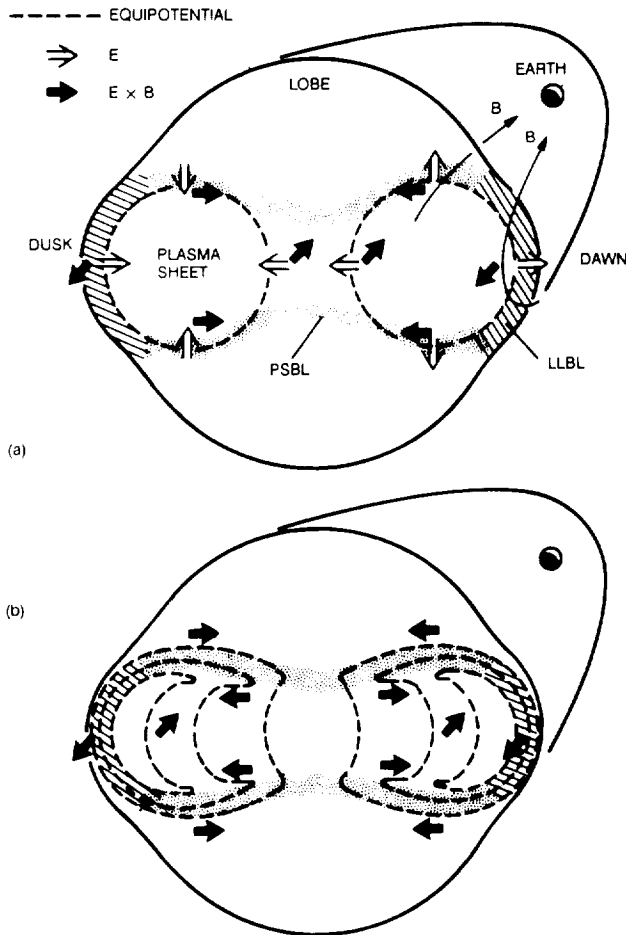 EQUIPOTENTIAL
E
E × B
LOBE
EARTH
B
B
DUSK
PLASMA
SHEET
DAWN
PSBL
LLBL
(a)
(b)